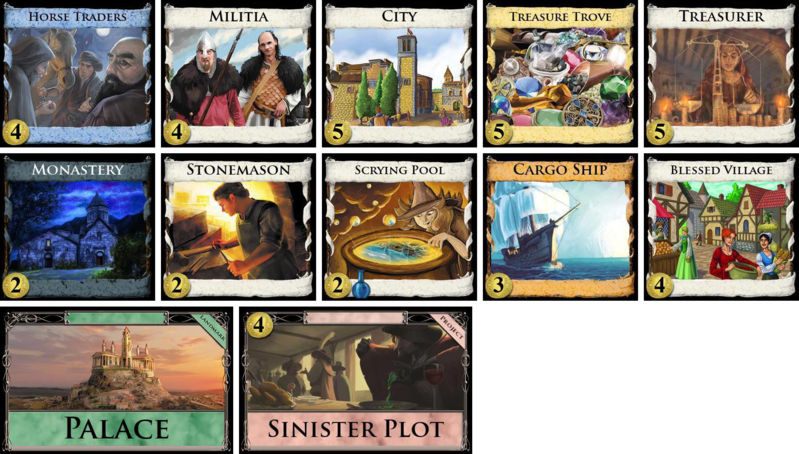 HORSE TRADERS
4
MILITIA
4
CITY
5
TREASURE TROVE
5
TREASURER
5
MONASTERY
2
STONEMASON
2
SCRYING POOL
2
CARGO SHIP
3
BLESSED VILLAGE
4
LANDMARK
PALACE
4
PROJECT
SINISTER PLOT